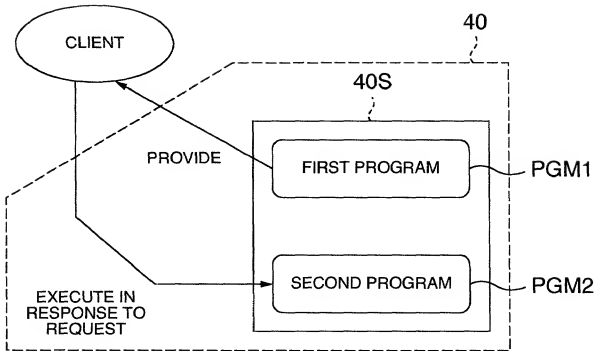 40
CLIENT
40S
PROVIDE
FIRST PROGRAM
PGM1
SECOND PROGRAM
PGM2
EXECUTE IN
RESPONSE TO
REQUEST